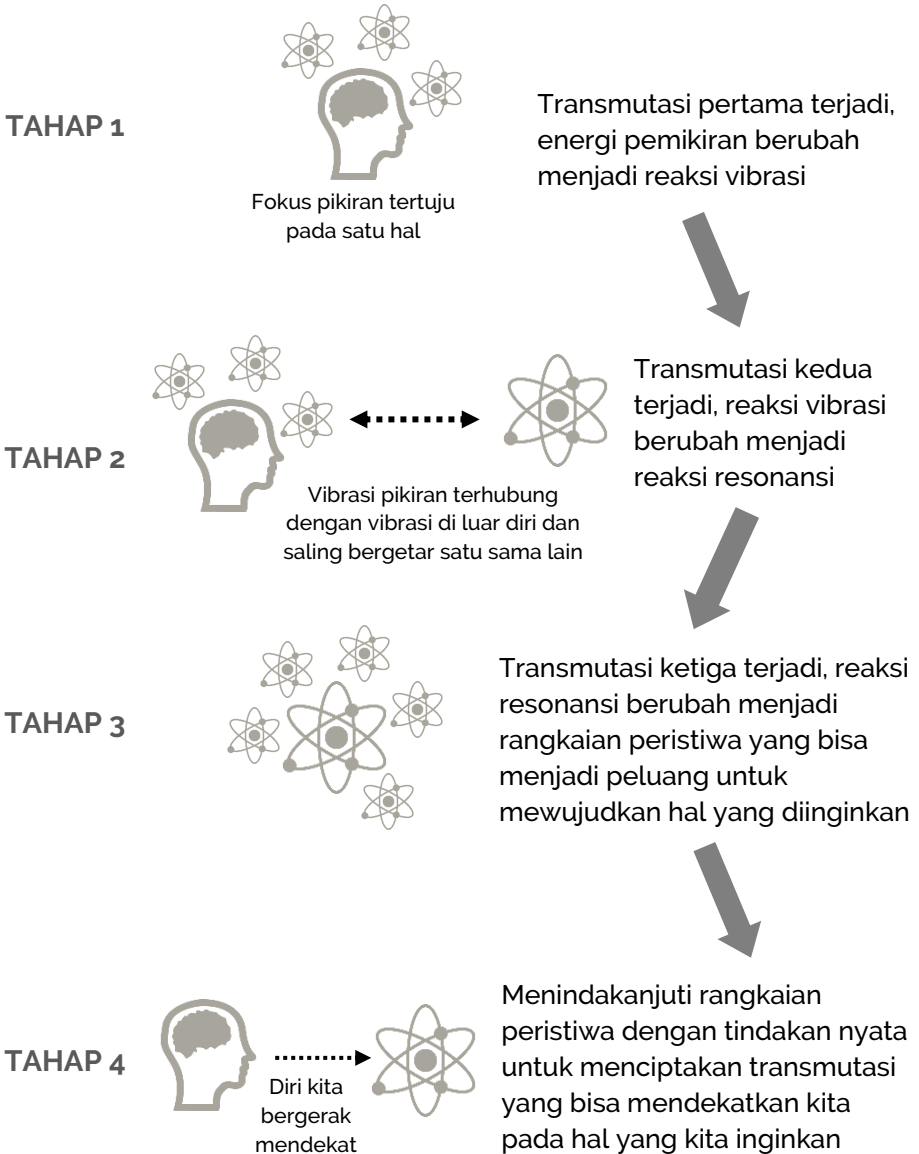 TAHAP 1
Fokus pikiran tertuju
pada satu hal
Transmutasi pertama terjadi,
energi pemikiran berubah
menjadi reaksi vibrasi
TAHAP 2
Vibrasi pikiran terhubung
dengan vibrasi di luar diri dan
saling bergetar satu sama lain
Transmutasi kedua
terjadi, reaksi vibrasi
berubah menjadi
reaksi resonansi
TAHAP 3
Transmutasi ketiga terjadi, reaksi
resonansi berubah menjadi
rangkaian peristiwa yang bisa
menjadi peluang untuk
mewujudkan hal yang diinginkan
TAHAP 4
Diri kita
bergerak
mendekat
Menindakanjuti rangkaian
peristiwa dengan tindakan nyata
untuk menciptakan transmutasi
yang bisa mendekatkan kita
pada hal yang kita inginkan